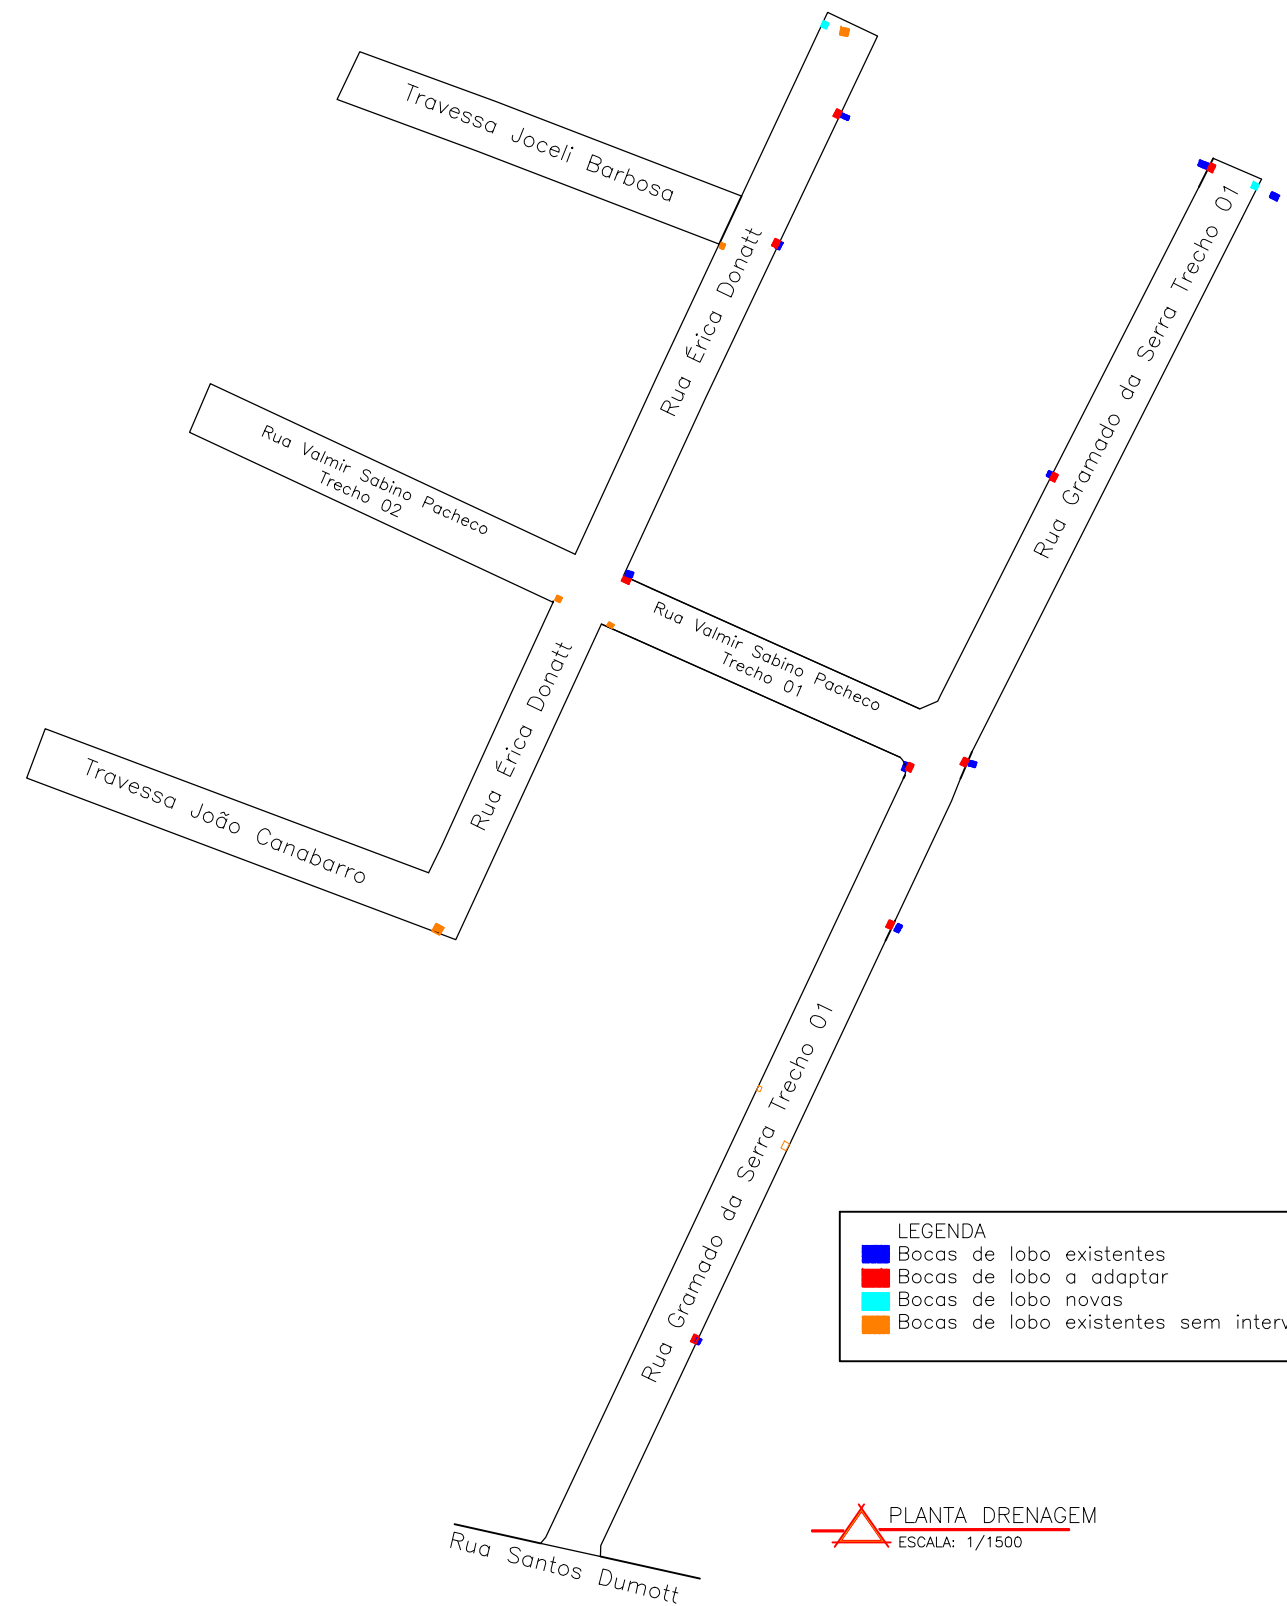 Travessa Joceli Barbosa
Rua Érica Donatt
Rua Gramado da Serra Trecho 01
Rua Valmir Sabino Pacheco
Trecho 02
Rua Valmir Sabino Pacheco
Trecho 01
Rua Érica Donatt
Travessa João Canabarro
Rua Gramado da Serra Trecho 01
LEGENDA
Bocas de lobo existentes
Bocas de lobo a adaptar
Bocas de lobo novas
Bocas de lobo existentes sem interv
PLANTA DRENAGEM
ESCALA: 1/1500
Rua Santos Dumott